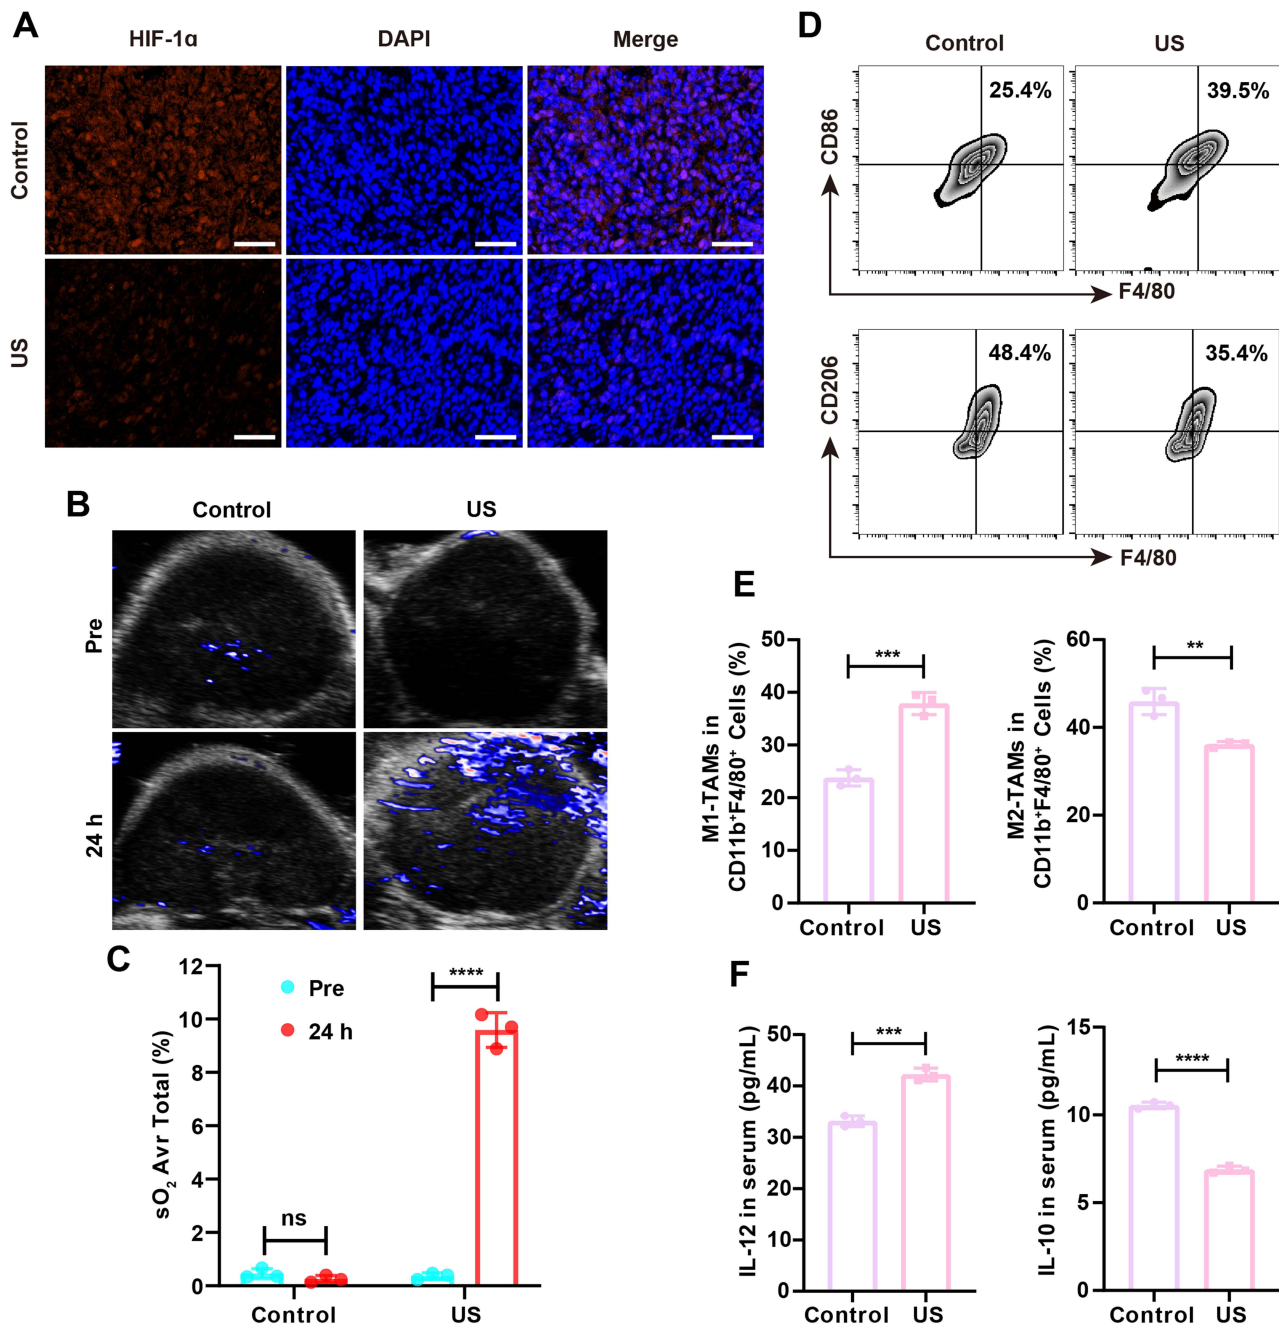 A
HIF-1α
DAPI
Merge
Control
US
B
Control
US
Pre
24 h
C
sO2 Avr Total (%)
12
10
8
6
4
2
0
Pre
24 h
ns
****
Control
US
D
Control
US
CD86
25.4%
39.5%
F4/80
CD206
48.4%
35.4%
F4/80
E
M1-TAMs in
CD11b+F4/80+ Cells (%)
50
40
30
20
10
0
***
Control
US
M2-TAMs in
CD11b+F4/80+ Cells (%)
60
40
20
0
**
Control
US
F
IL-12 in serum (pg/mL)
50
40
30
20
10
0
***
Control
US
IL-10 in serum (pg/mL)
15
10
5
0
****
Control
US